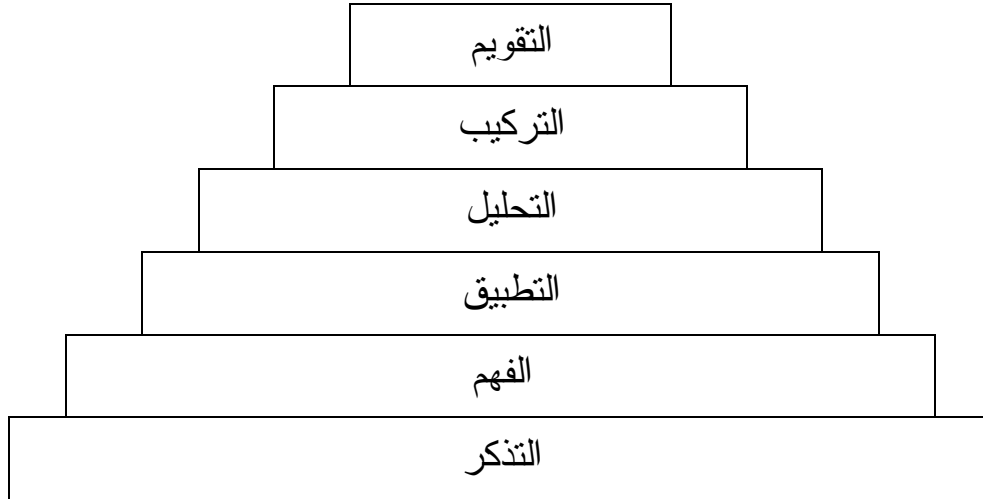 التقويم
التركيب
التحليل
التطبيق
الفهم
التذكر